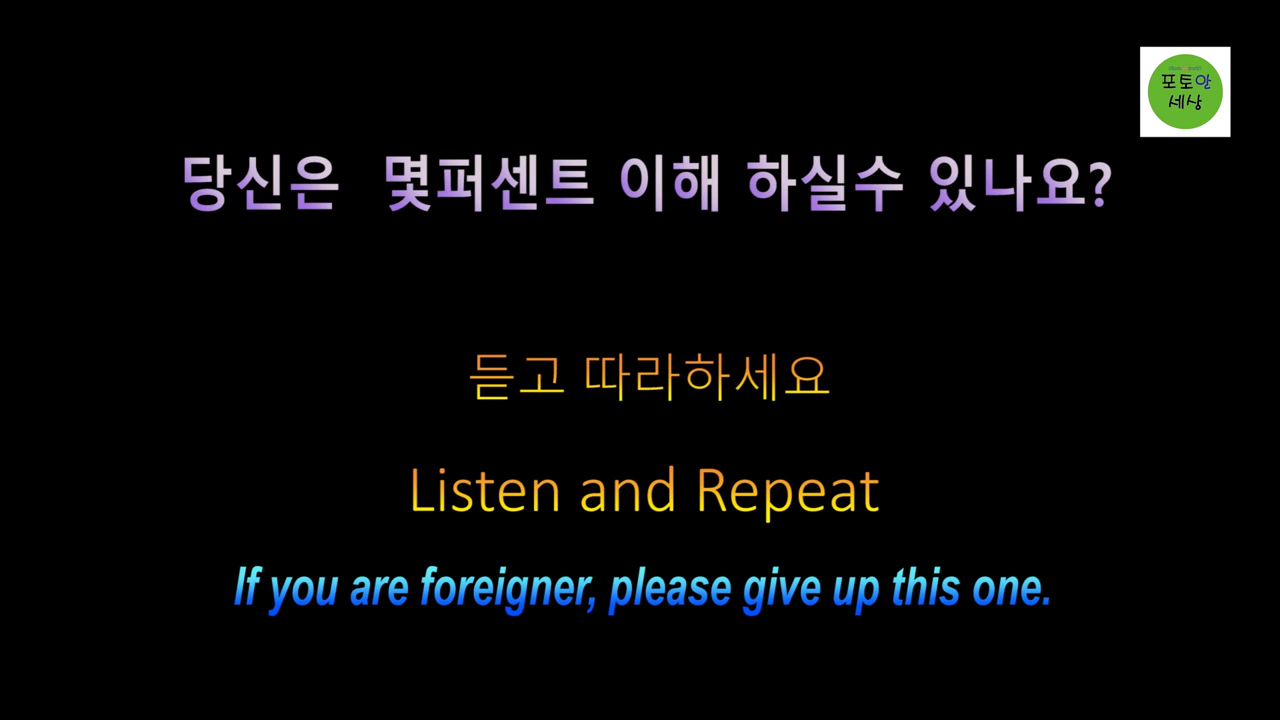 포토안
세상
당신은 몇퍼센트 이해 하실수 있나요?
듣고 따라하세요
Listen and Repeat
If you are foreigner, please give up this one.